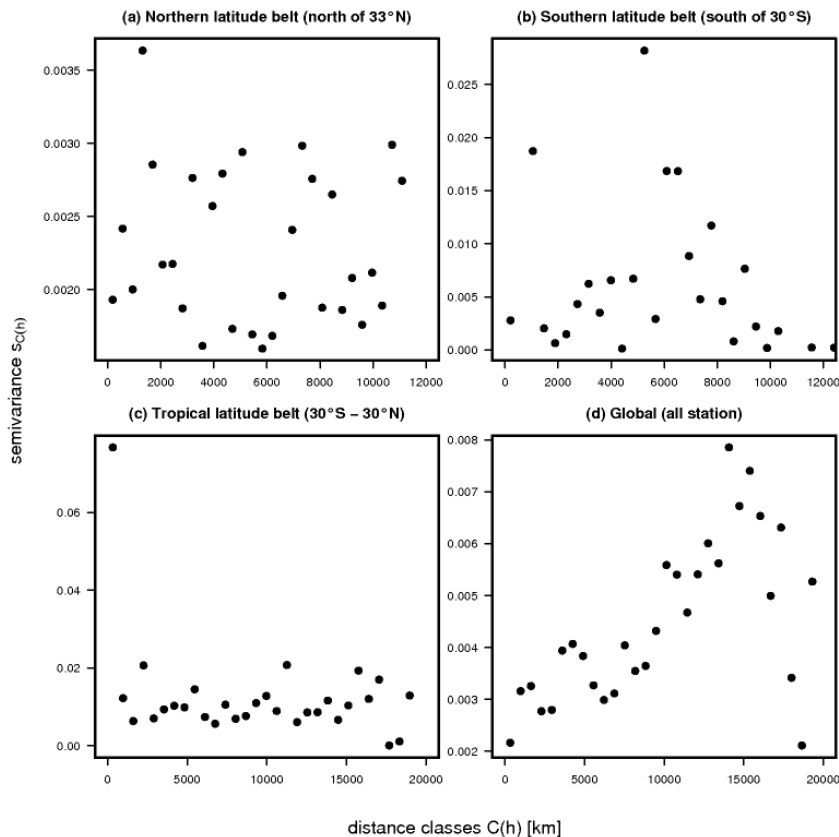 (a) Northern latitude belt (north of 33°N)
0.0035
0.0030
0.0025
0.0020
0 2000 4000 6000 8000 10000 12000
(b) Southern latitude belt (south of 30°S)
0.025
0.020
0.015
0.010
0.005
0.000
0 2000 4000 6000 8000 10000 12000
semivariance sC(h)
(c) Tropical latitude belt (30°S − 30°N)
0.06
0.04
0.02
0.00
0 5000 10000 15000 20000
(d) Global (all station)
0.008
0.007
0.006
0.005
0.004
0.003
0.002
0 5000 10000 15000 20000
distance classes C(h) [km]